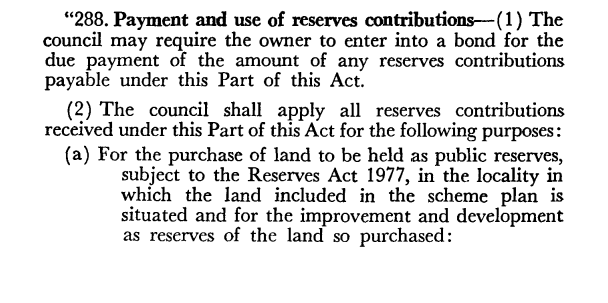 “288. Payment and use of reserves contributions—(1) The
council may require the owner to enter into a bond for the
due payment of the amount of any reserves contributions
payable under this Part of this Act.
(2) The council shall apply all reserves contributions
received under this Part of this Act for the following purposes:
(a) For the purchase of land to be held as public reserves,
subject to the Reserves Act 1977, in the locality in
which the land included in the scheme plan is
situated and for the improvement and development
as reserves of the land so purchased: